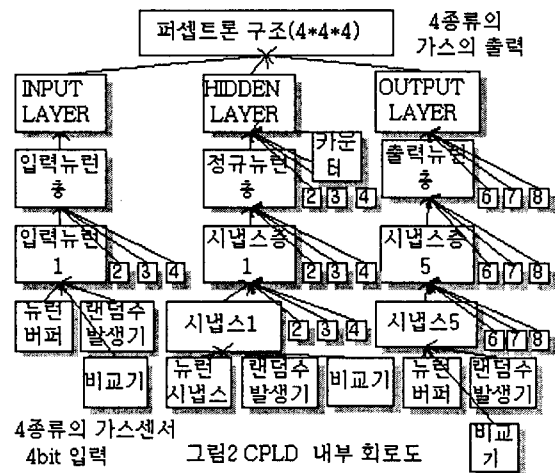 퍼셉트론 구조(4*4*4)
4종류의
가스의 출력
INPUT
LAYER
HIDDEN
LAYER
OUTPUT
LAYER
카운
터
입력뉴런
층
정규뉴런
층
2 3 4
출력뉴런
층
6 7 8
입력뉴런
1
2 3 4
시냅스층
1
2 3 4
시냅스층
5
6 7 8
뉴런
버퍼
랜덤수
발생기
비교기
시냅스1
2 3 4
시냅스5
6 7 8
뉴런
시냅스
랜덤수
발생기
비교기
뉴런
버퍼
랜덤수
발생기
비교
기
4종류의 가스센서
4bit 입력
그림2 CPLD 내부 회로도